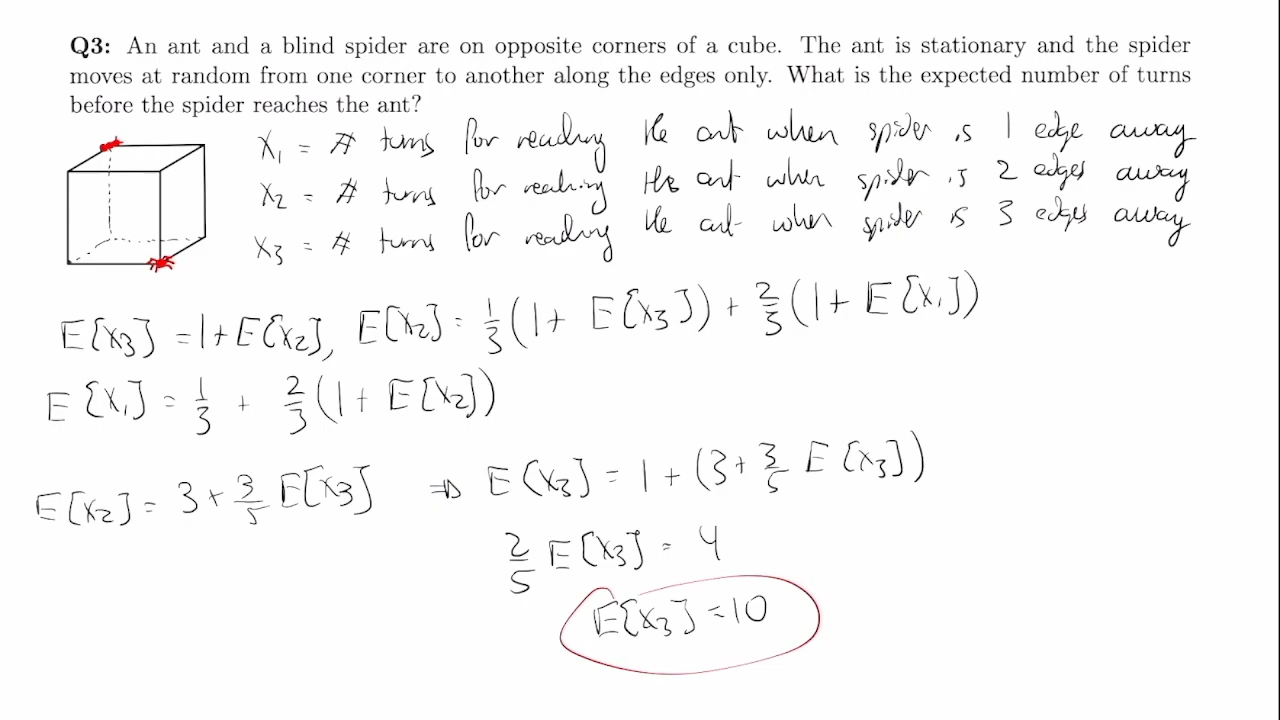 Q3: An ant and a blind spider are on opposite corners of a cube. The ant is stationary and the spider
moves at random from one corner to another along the edges only. What is the expected number of turns
before the spider reaches the ant?
X₁ = # turns for reaching the ant when spider is 1 edge away
X₂ = # turns for reaching the ant when spider is 2 edges away
X₃ = # turns for reaching the ant when spider is 3 edges away
E[X₃] = 1 + E[X₂], E[X₂] = 1/3 (1 + E[X₃]) + 2/3 (1 + E[X₁])
E[X₁] = 1/3 + 2/3 (1 + E[X₂])
E[X₂] = 3 + 3/5 E[X₃] ⇒ E[X₃] = 1 + (3 + 3/5 E[X₃])
2/5 E[X₃] = 4
E[X₃] = 10